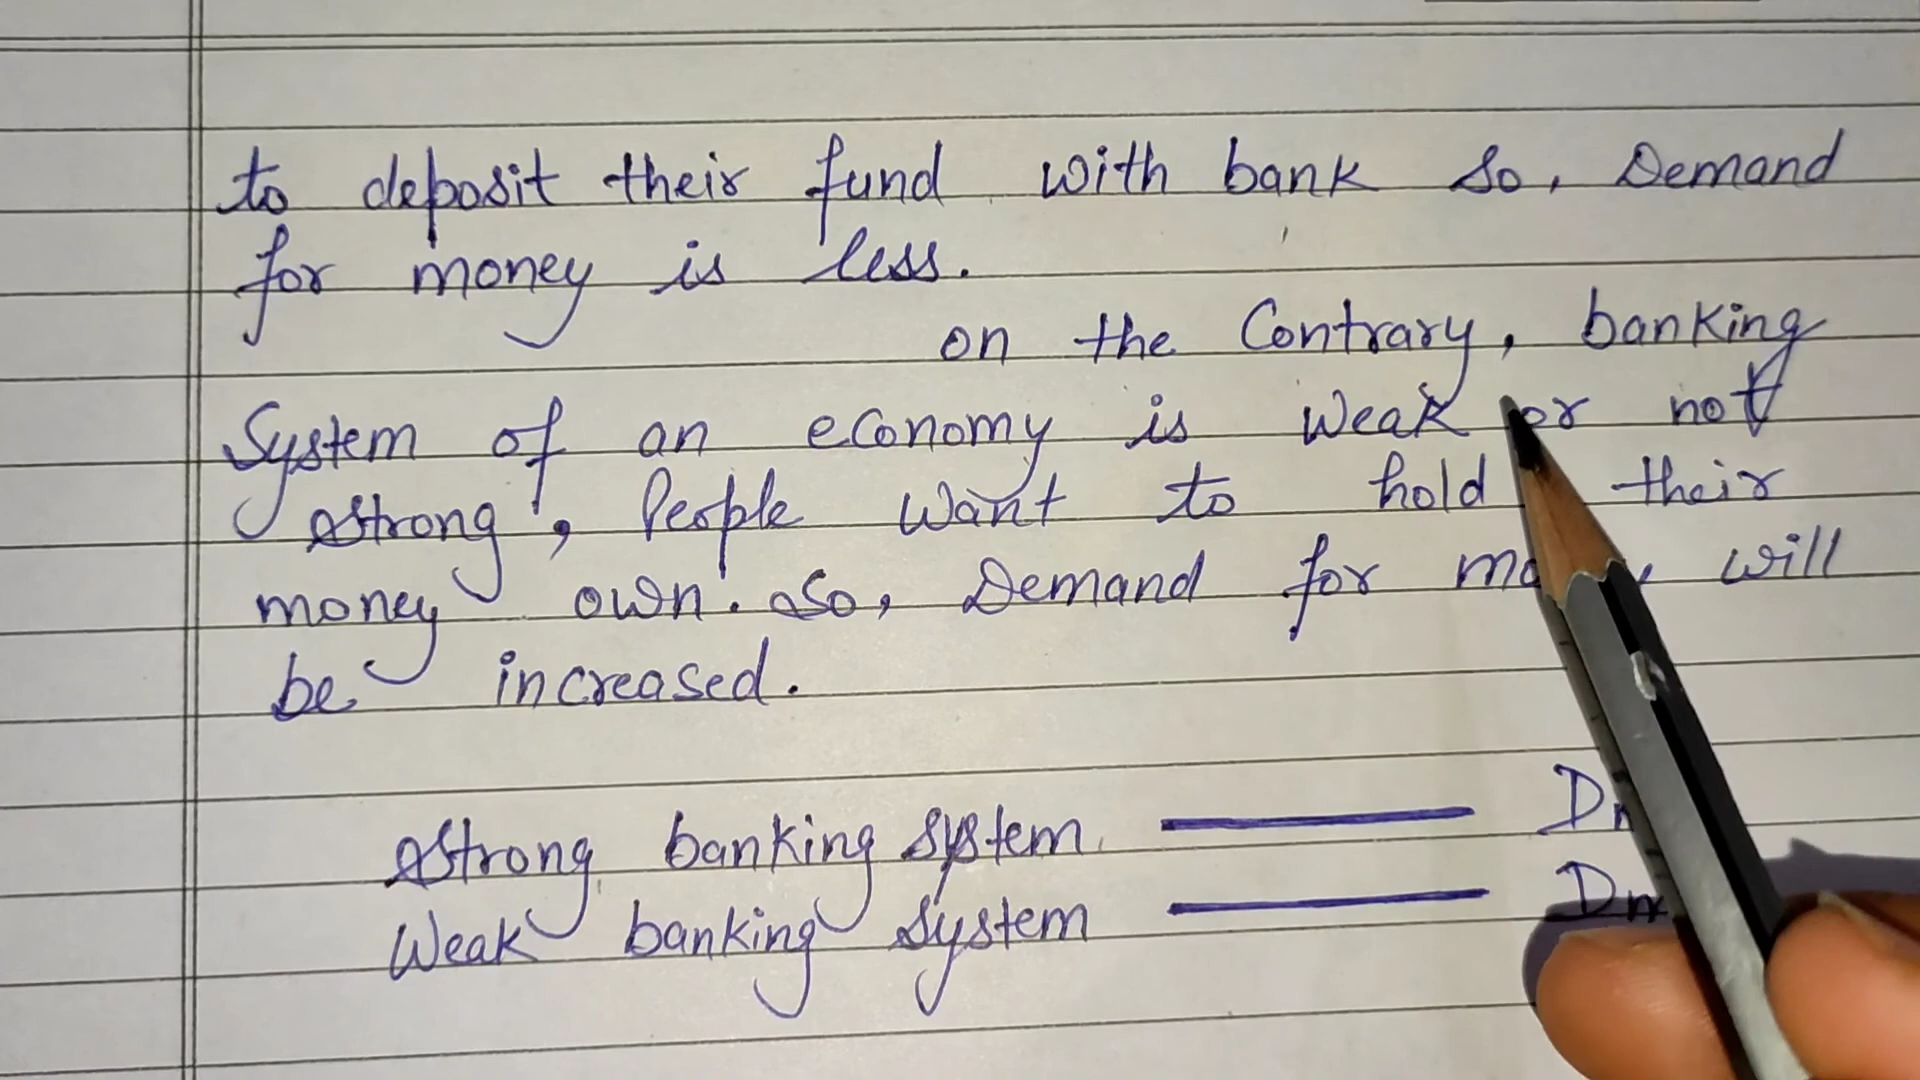 to deposit their fund with bank so, Demand
for money is less.
on the Contrary, banking
System of an economy is weak or not
strong, People want to hold their
money own. So, Demand for will
be increased.
Strong banking system
Weak banking system